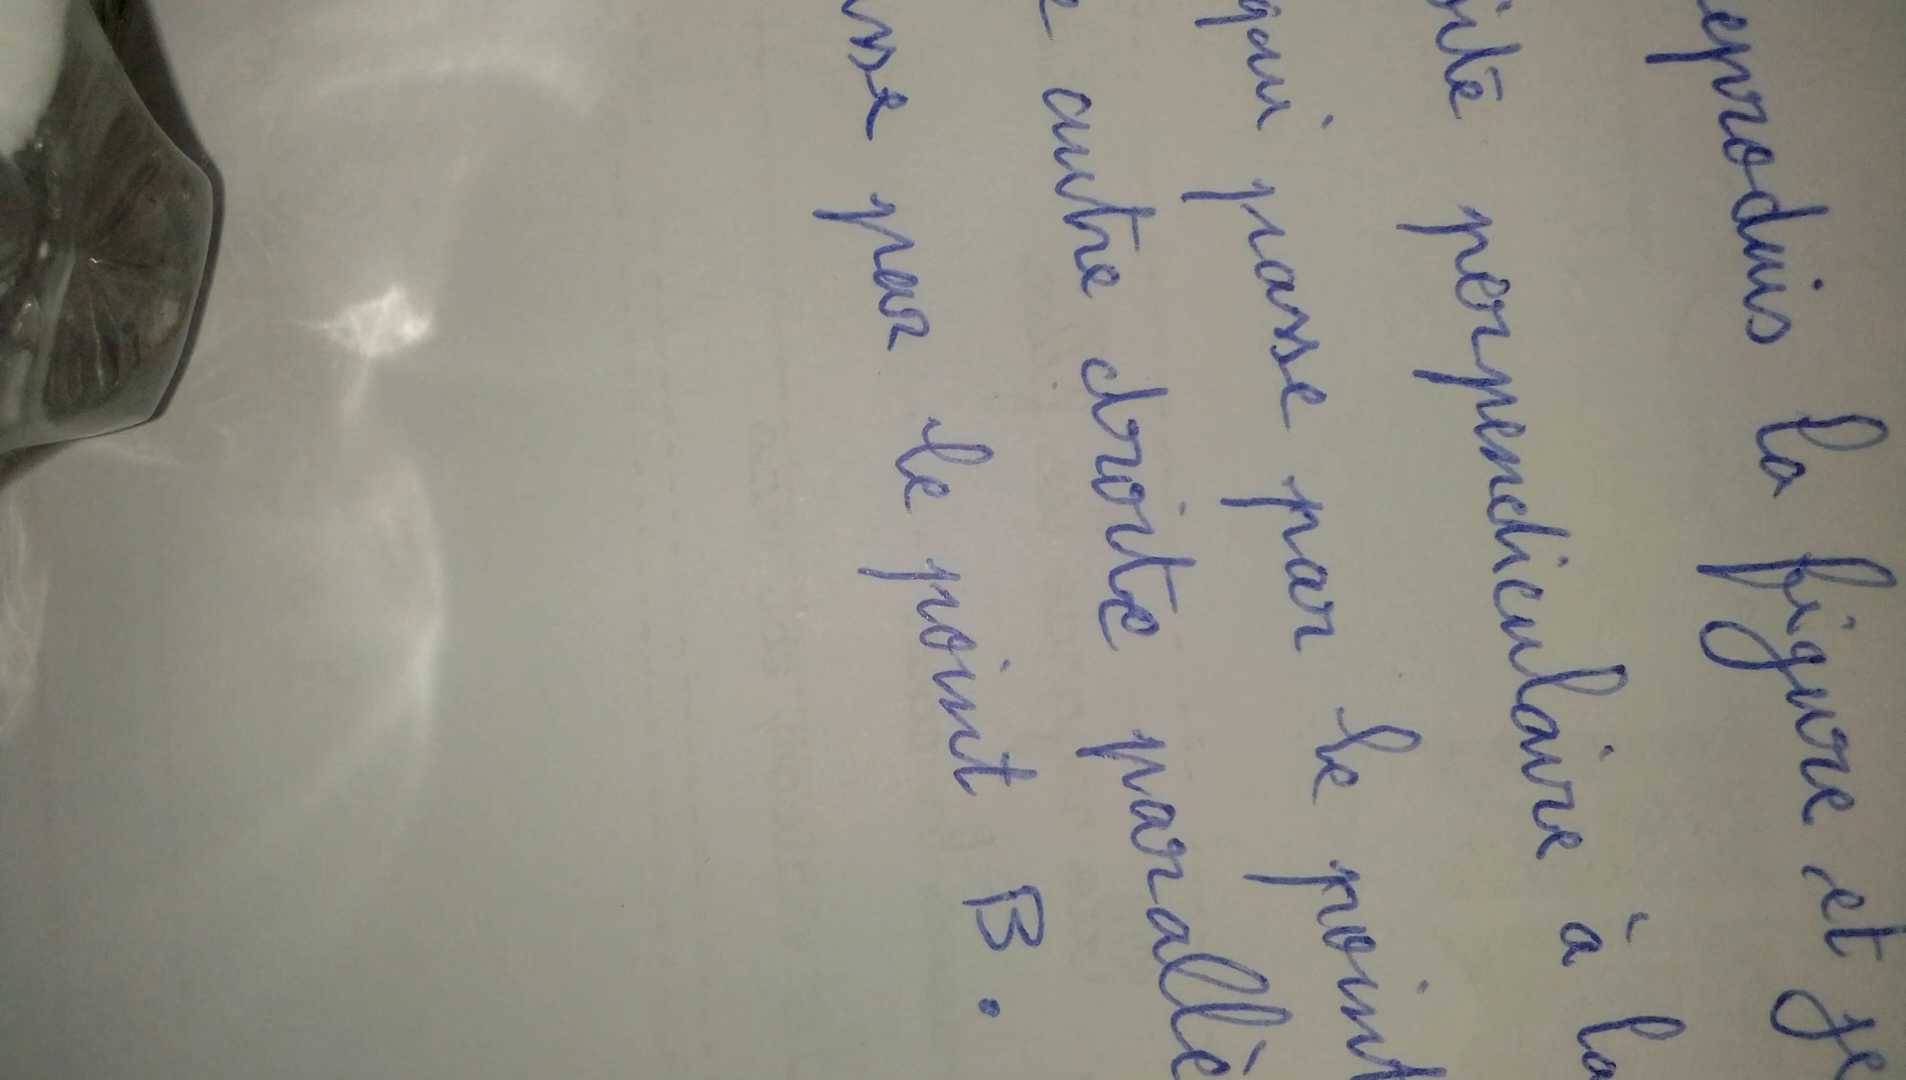 eproduis la figure et je
oite perpendiculaire à la
qui passe par le point
e autre droite parallè
sse par le point B.